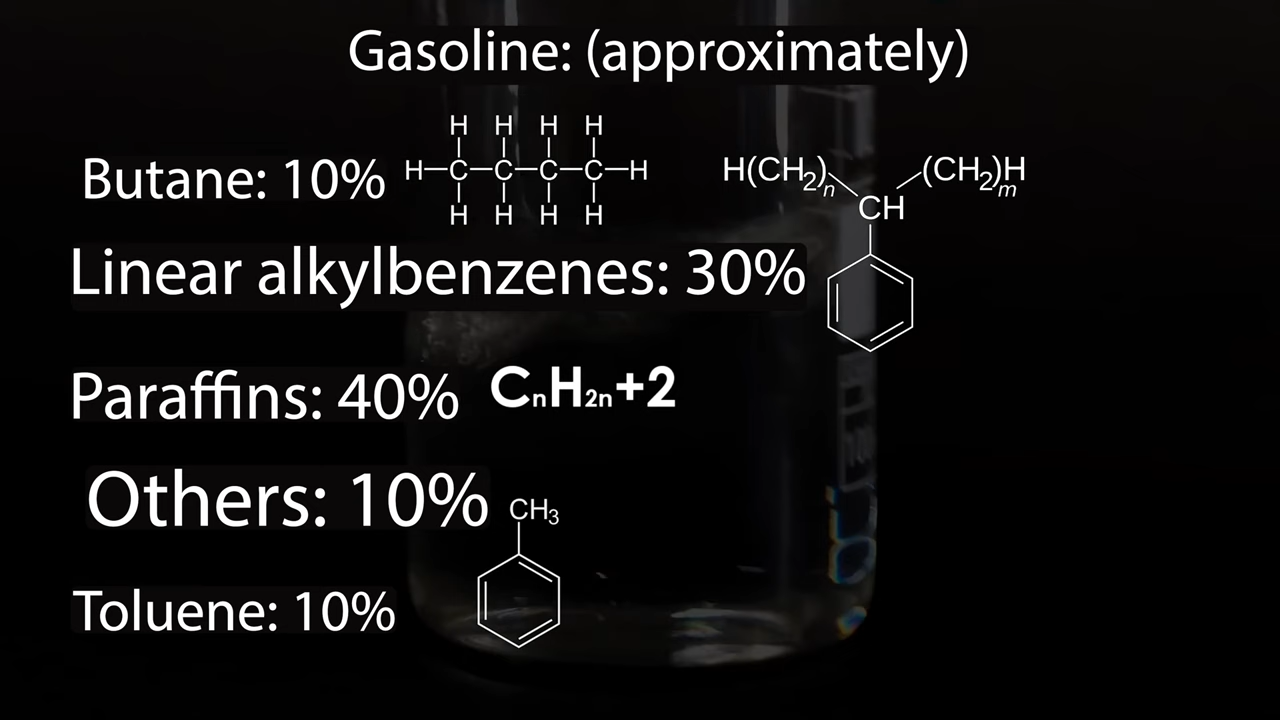 Gasoline: (approximately)
Butane: 10%
H H H H
H C C C C H
H H H H
H(CH2)n (CH2)mH
CH
Linear alkylbenzenes: 30%
Paraffins: 40% CnH2n+2
Others: 10%
CH3
Toluene: 10%